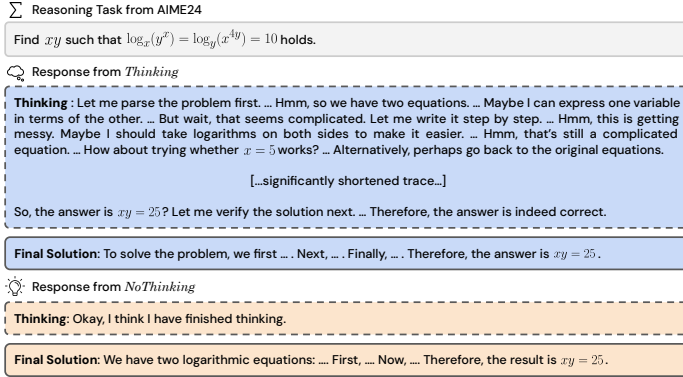 Reasoning Task from AIME24
Find xy such that log_x(y^x) = log_y(x^{4y}) = 10 holds.
Response from Thinking
Thinking : Let me parse the problem first. ... Hmm, so we have two equations. ... Maybe I can express one variable
in terms of the other. ... But wait, that seems complicated. Let me write it step by step. ... Hmm, this is getting
messy. Maybe I should take logarithms on both sides to make it easier. ... Hmm, that's still a complicated
equation. ... How about trying whether x = 5 works? ... Alternatively, perhaps go back to the original equations.
[...significantly shortened trace...]
So, the answer is xy = 25? Let me verify the solution next. ... Therefore, the answer is indeed correct.
Final Solution: To solve the problem, we first ... . Next, ... . Finally, ... . Therefore, the answer is xy = 25.
Response from NoThinking
Thinking: Okay, I think I have finished thinking.
Final Solution: We have two logarithmic equations: .... First, .... Now, .... Therefore, the result is xy = 25.